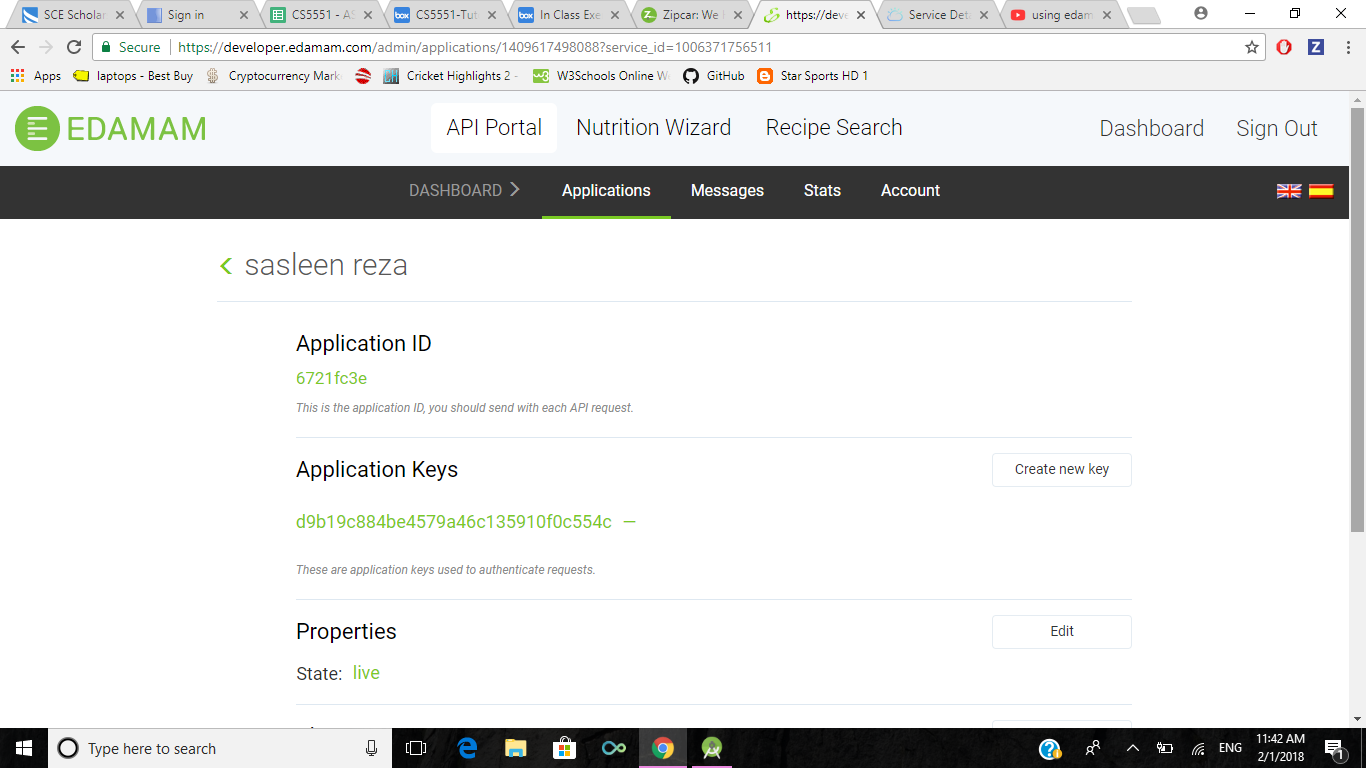 SCE Scholar
Sign in
CS5551 - AS
CS5551-Tut
In Class Exe
Zipcar: We
https://deve
Service Det
using edam
Secure https://developer.edamam.com/admin/applications/1409617498088?service_id=1006371756511
Apps laptops - Best Buy Cryptocurrency Mark Cricket Highlights 2 - W3Schools Online W GitHub Star Sports HD 1
EDAMAM API Portal Nutrition Wizard Recipe Search Dashboard Sign Out
DASHBOARD Applications Messages Stats Account
sasleen reza
Application ID
6721fc3e
This is the application ID, you should send with each API request.
Application Keys Create new key
d9b19c884be4579a46c135910f0c554c —
These are application keys used to authenticate requests.
Properties Edit
State: live
Type here to search
ENG
11:42 AM
2/1/2018
1